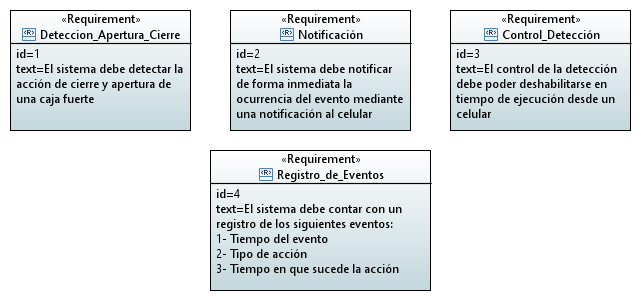 «Requirement»
Deteccion_Apertura_Cierre
id=1
text=El sistema debe detectar la
acción de cierre y apertura de
una caja fuerte
«Requirement»
Notificación
id=2
text=El sistema debe notificar
de forma inmediata la
ocurrencia del evento mediante
una notificación al celular
«Requirement»
Control_Detección
id=3
text=El control de la detección
debe poder deshabilitarse en
tiempo de ejecución desde un
celular
«Requirement»
Registro_de_Eventos
id=4
text=El sistema debe contar con un
registro de los siguientes eventos:
1- Tiempo del evento
2- Tipo de acción
3- Tiempo en que sucede la acción